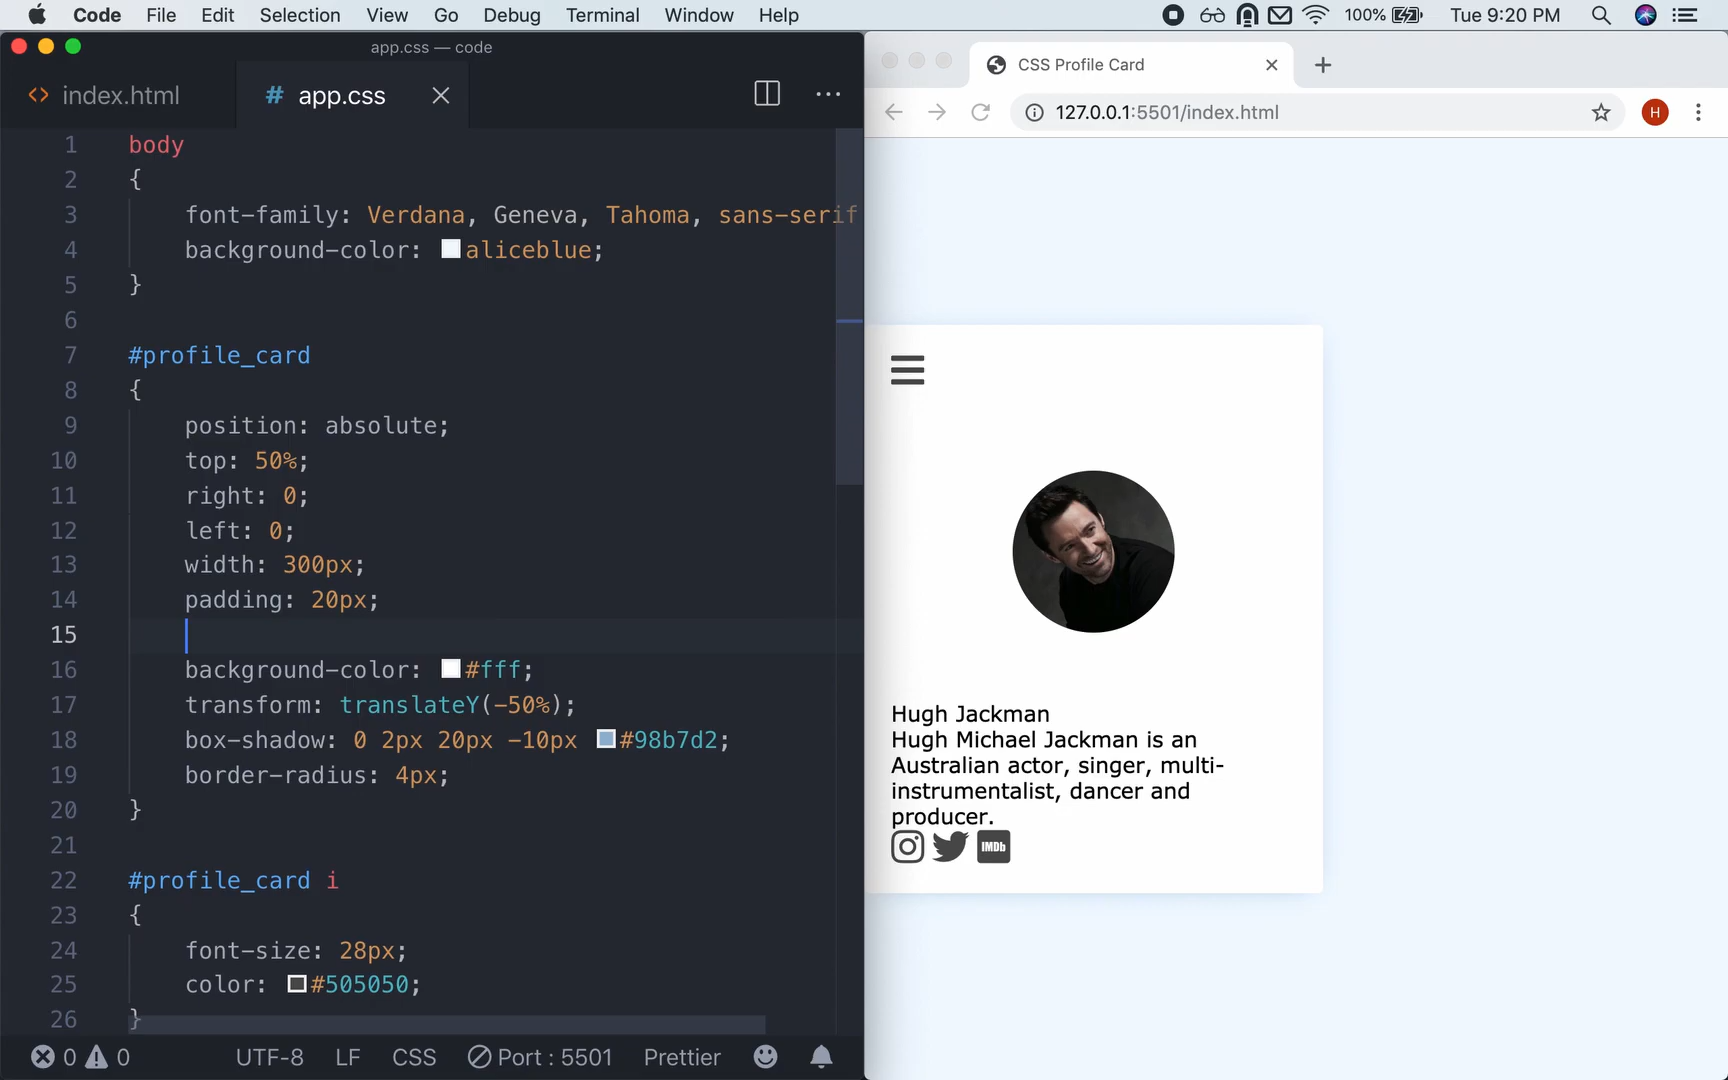 Code File Edit Selection View Go Debug Terminal Window Help 100% Tue 9:20 PM
app.css — code
index.html
# app.css
CSS Profile Card
127.0.0.1:5501/index.html
H
1 body
2 {
3 font-family: Verdana, Geneva, Tahoma, sans-serif
4 background-color: aliceblue;
5 }
6
7 #profile_card
8 {
9 position: absolute;
10 top: 50%;
11 right: 0;
12 left: 0;
13 width: 300px;
14 padding: 20px;
15
16 background-color: #fff;
17 transform: translateY(-50%);
18 box-shadow: 0 2px 20px -10px #98b7d2;
19 border-radius: 4px;
20 }
21
22 #profile_card i
23 {
24 font-size: 28px;
25 color: #505050;
26 }
0 0 UTF-8 LF CSS Port : 5501 Prettier
Hugh Jackman
Hugh Michael Jackman is an
Australian actor, singer, multi-
instrumentalist, dancer and
producer.
IMDb